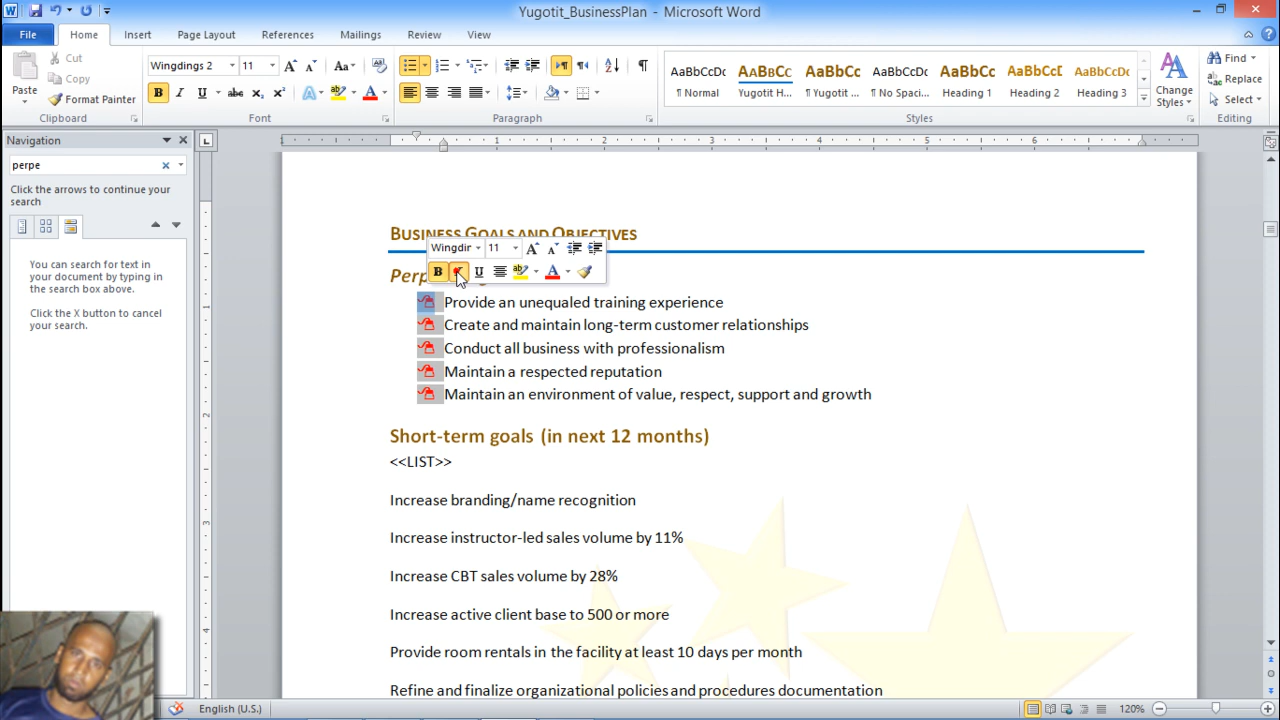 Yugotit_BusinessPlan - Microsoft Word
File Home Insert Page Layout References Mailings Review View
Paste
Cut
Copy
Format Painter
Clipboard
Wingdings 2 11
Font
Paragraph
AaBbCcDc AaBbCc AaBbCc AaBbCcDc AaBbCc AaBbCcD AaBbCcD
¶ Normal Yugotit H... ¶ Yugotit ... ¶ No Spaci... Heading 1 Heading 2 Heading 3
Change Styles
Styles
Find
Replace
Select
Editing
Navigation
perpe
Click the arrows to continue your
search
You can search for text in
your document by typing in
the search box above.
Click the X button to cancel
your search.
Business Goals and Objectives
Wingdir 11
Provide an unequaled training experience
Create and maintain long-term customer relationships
Conduct all business with professionalism
Maintain a respected reputation
Maintain an environment of value, respect, support and growth
Short-term goals (in next 12 months)
<<LIST>>
Increase branding/name recognition
Increase instructor-led sales volume by 11%
Increase CBT sales volume by 28%
Increase active client base to 500 or more
Provide room rentals in the facility at least 10 days per month
Refine and finalize organizational policies and procedures documentation
English (U.S.)
120%